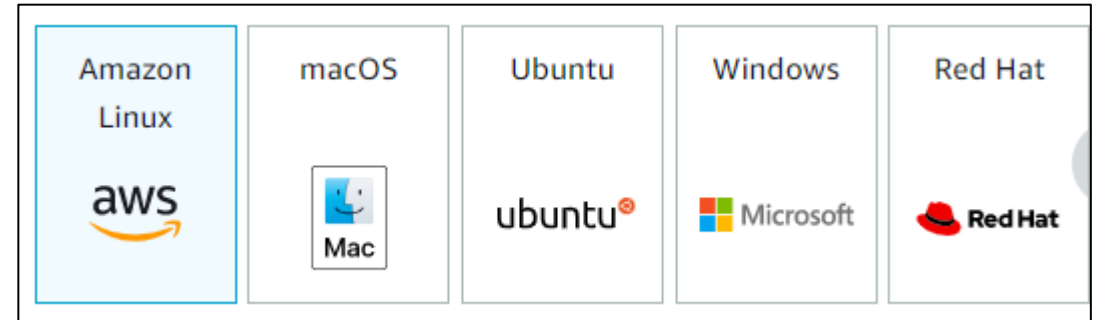 Amazon
Linux
aws
macOS
Mac
Ubuntu
ubuntu
Windows
Microsoft
Red Hat
Red Hat